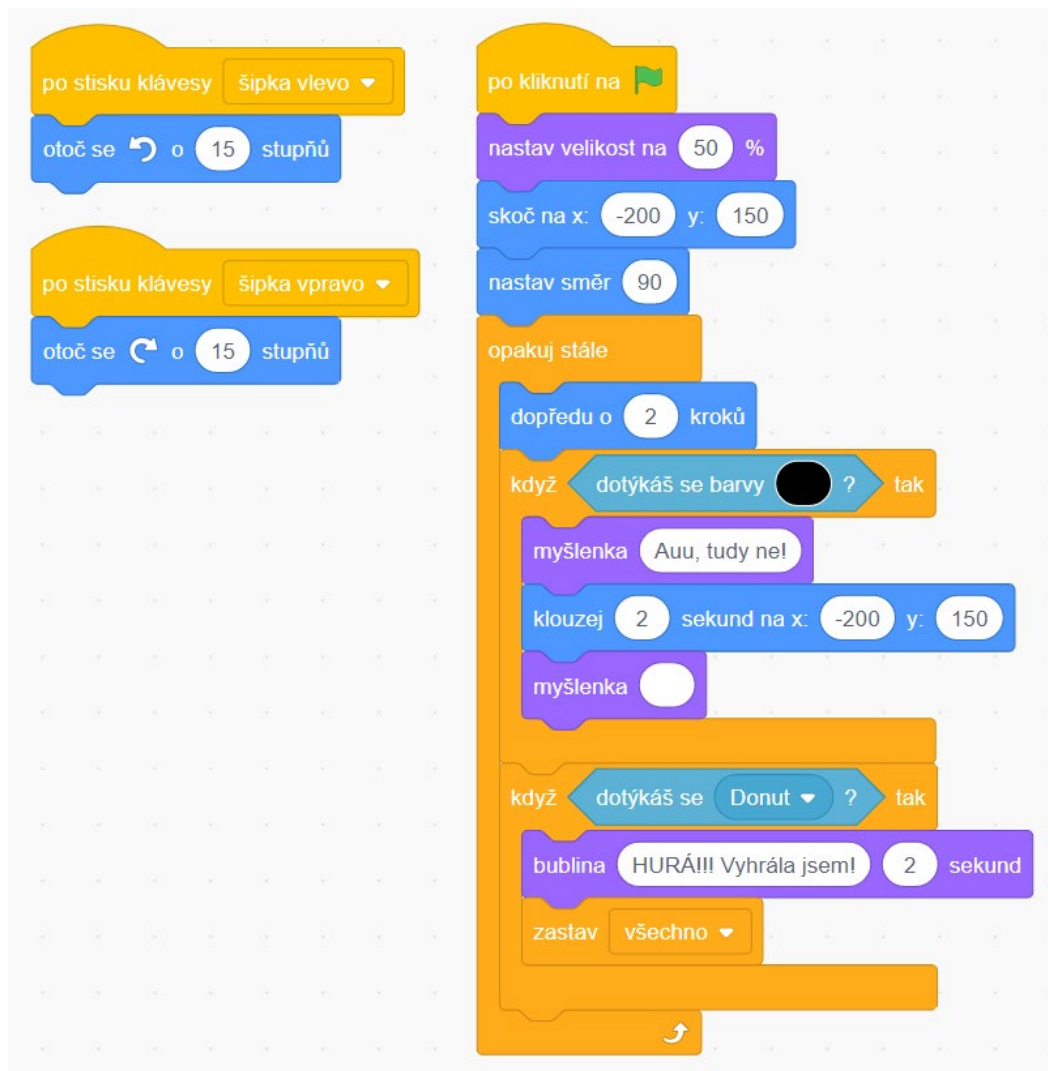 po stisku klávesy šipka vlevo
otoč se o 15 stupňů
po stisku klávesy šipka vpravo
otoč se o 15 stupňů
po kliknutí na
nastav velikost na 50 %
skoč na x: -200 y: 150
nastav směr 90
opakuj stále
dopředu o 2 kroků
když dotýkáš se barvy ? tak
myšlenka Auu, tudy ne!
klouzej 2 sekund na x: -200 y: 150
myšlenka
když dotýkáš se Donut ? tak
bublina HURÁ!!! Vyhrála jsem! 2 sekund
zastav všechno